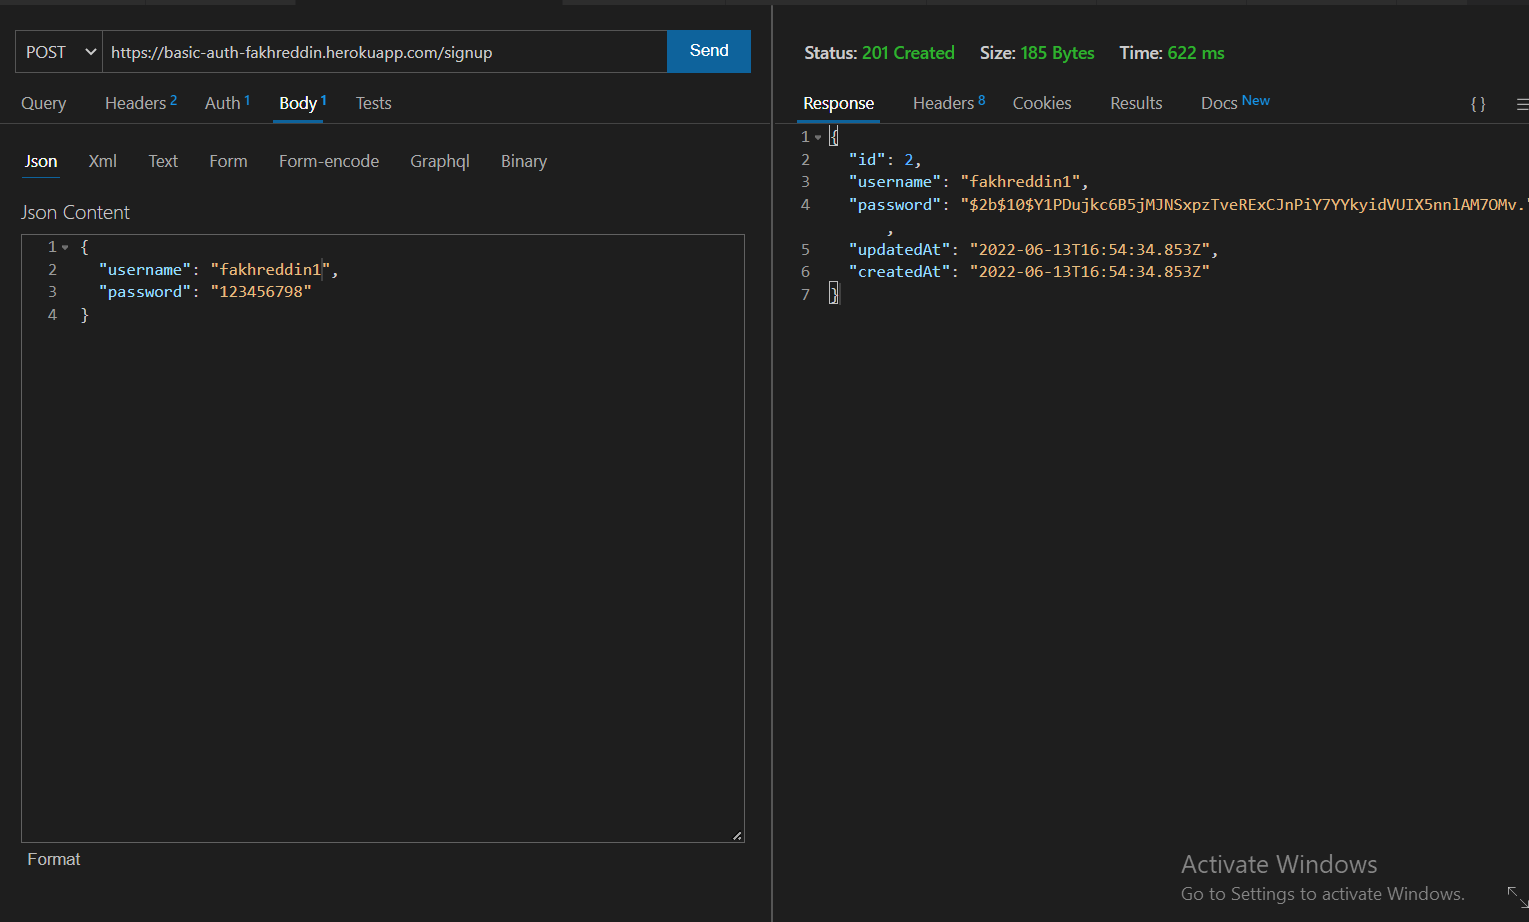 POST https://basic-auth-fakhreddin.herokuapp.com/signup Send
Query Headers 2 Auth 1 Body 1 Tests
Json Xml Text Form Form-encode Graphql Binary
Json Content
1 {
2 "username": "fakhreddin1",
3 "password": "123456798"
4 }
Format
Status: 201 Created Size: 185 Bytes Time: 622 ms
Response Headers 8 Cookies Results Docs New {}
1 {
2 "id": 2,
3 "username": "fakhreddin1",
4 "password": "$2b$10$Y1PDujkc6B5jMJNSxpzTveRExCJnPiY7YYkyidVUIX5nnlAM7OMv."
,
5 "updatedAt": "2022-06-13T16:54:34.853Z",
6 "createdAt": "2022-06-13T16:54:34.853Z"
7 }
Activate Windows
Go to Settings to activate Windows.